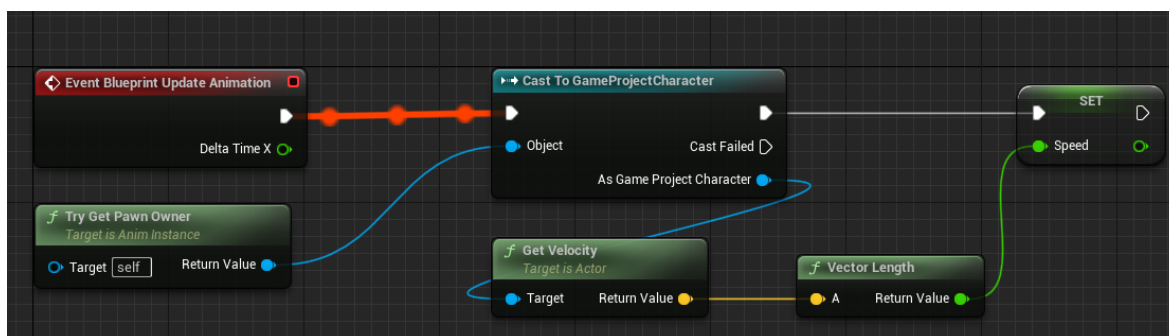 Event Blueprint Update Animation
Delta Time X
Cast To GameProjectCharacter
Object
Cast Failed
As Game Project Character
SET
Speed
f Try Get Pawn Owner
Target is Anim Instance
Target self
Return Value
f Get Velocity
Target is Actor
Target
Return Value
f Vector Length
A
Return Value